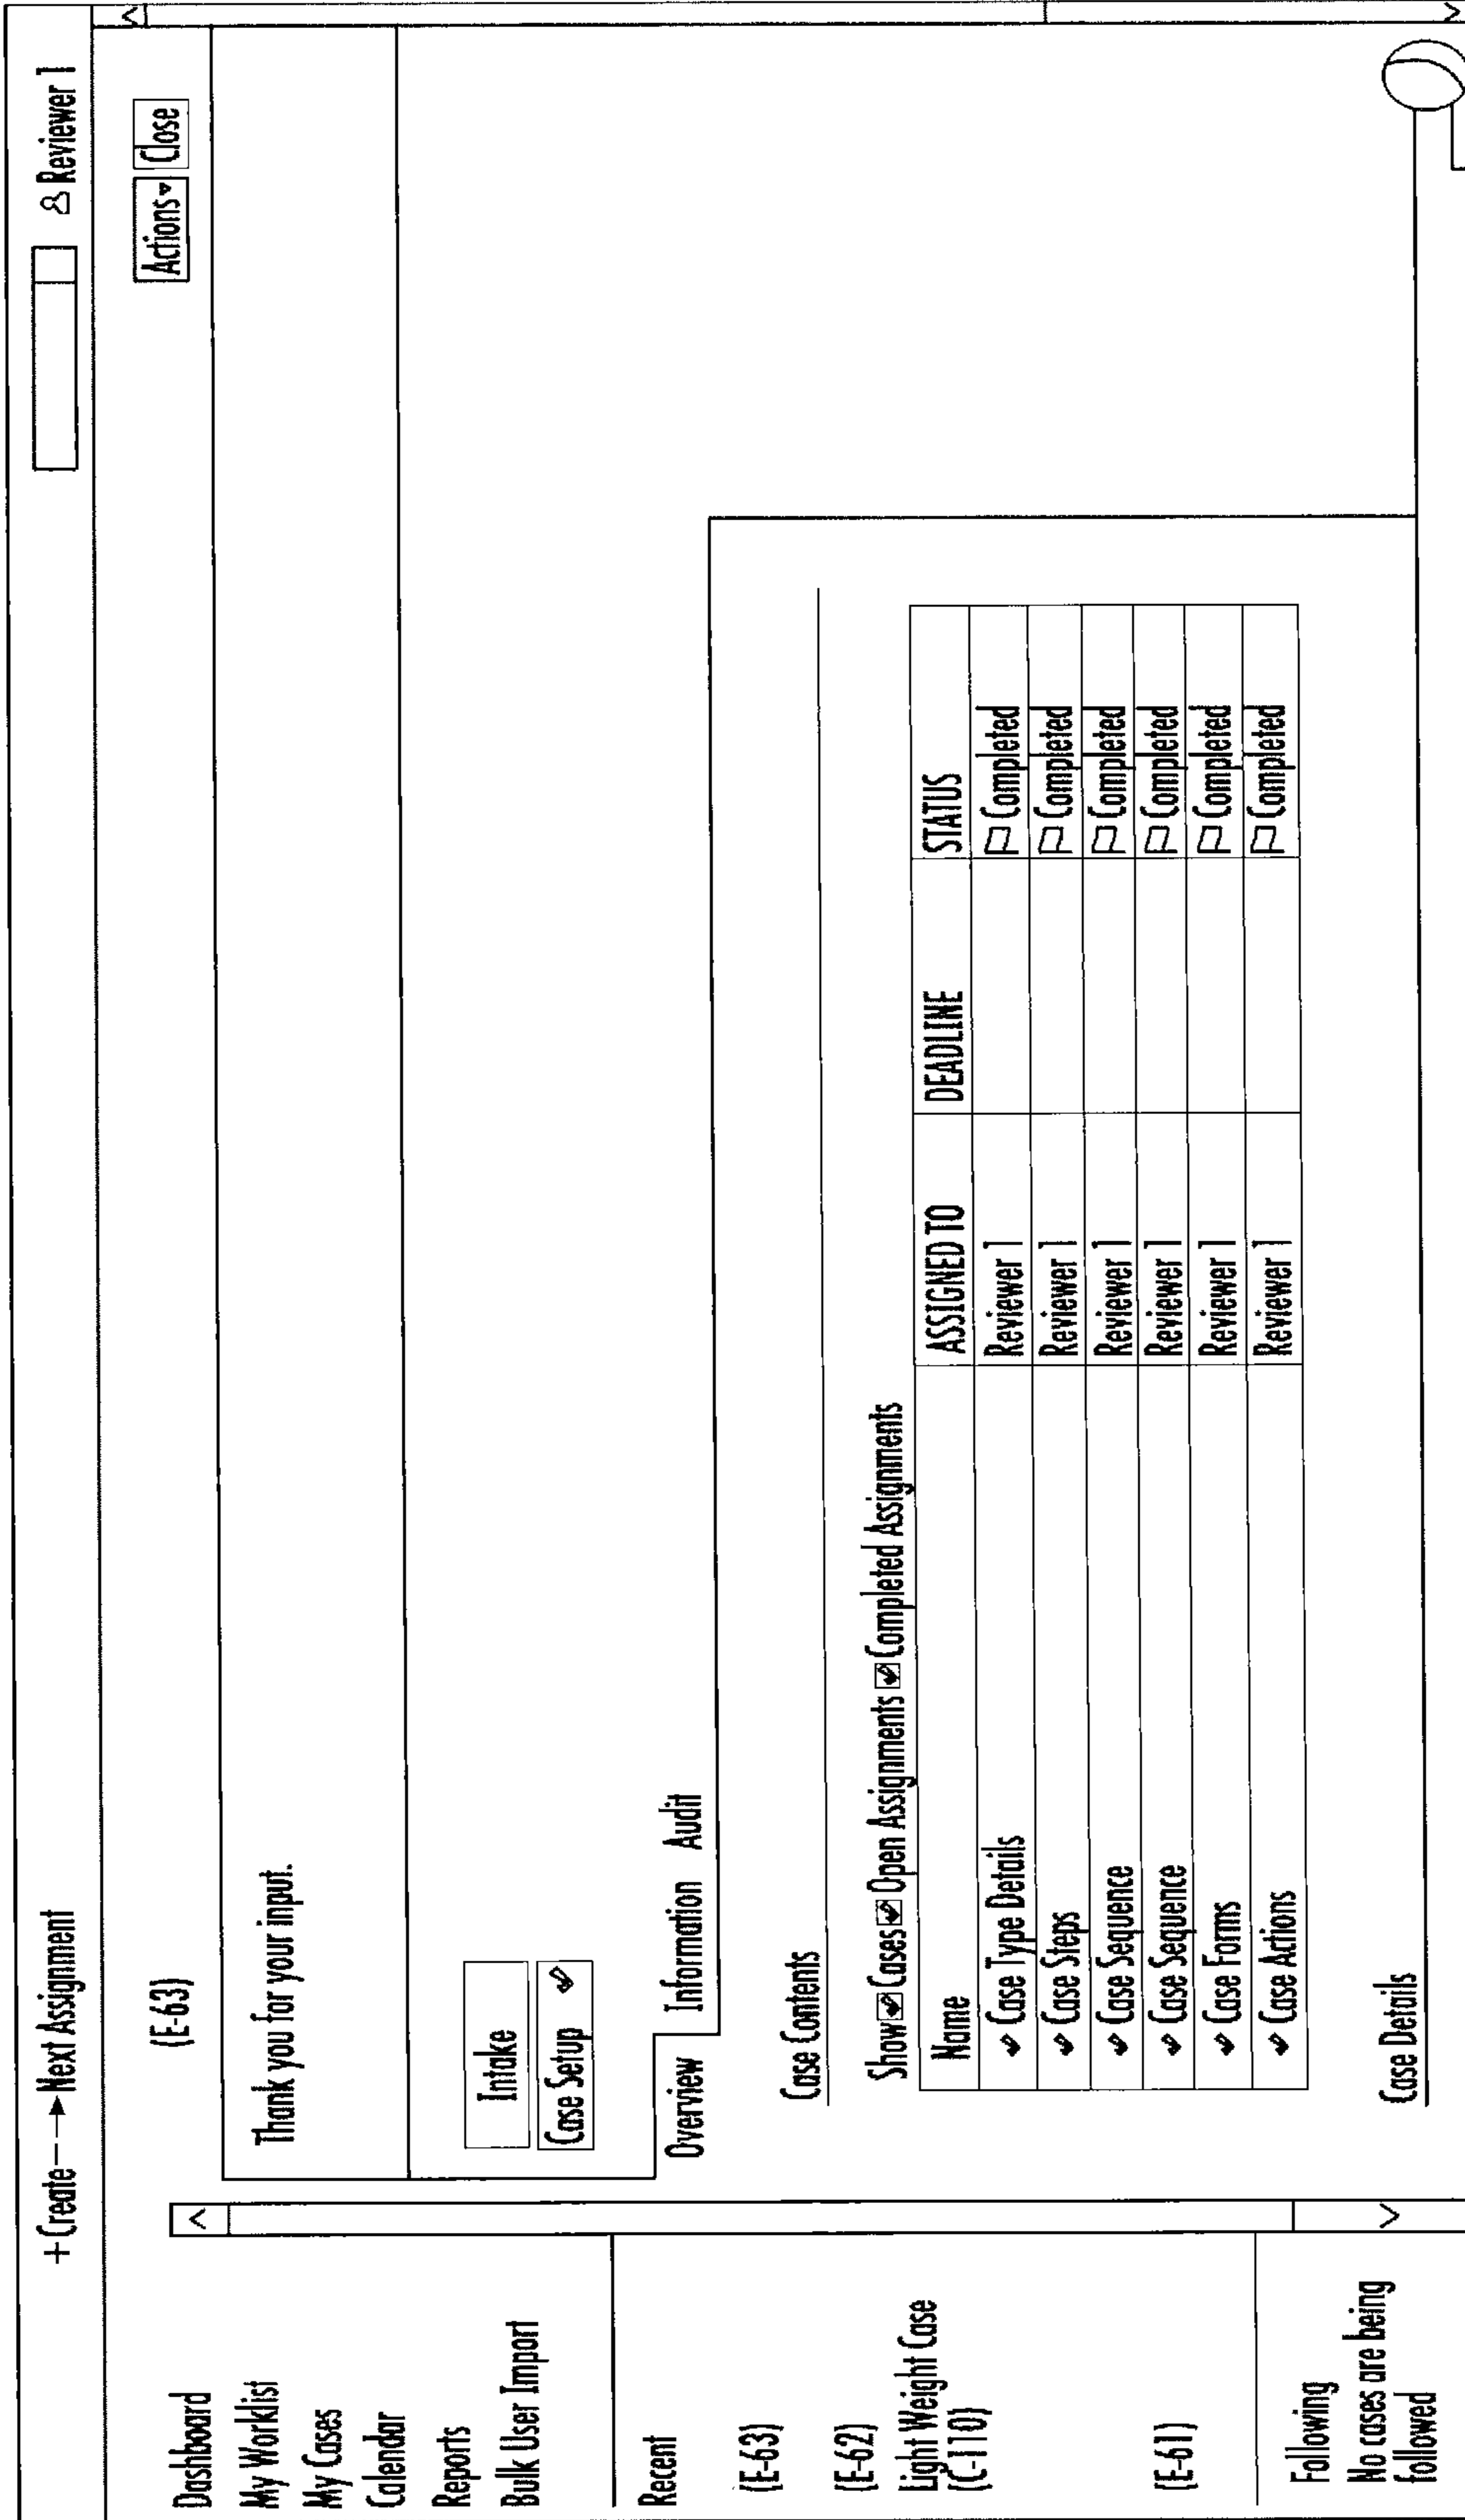 +Create Next Assignment Reviewer 1
Dashboard
My Worklist
My Cases
Calendar
Reports
Bulk User Import
Recent
(E-63)
(E-62)
Light Weight Case
(C-110)
(E-61)
Following
No cases are being
followed
(E-63)
Actions Close
Thank you for your input.
Intake
Case Setup
Overview Information Audit
Case Contents
Show Cases Open Assignments Completed Assignments
Name ASSIGNED TO DEADLINE STATUS
Case Type Details Reviewer 1 Completed
Case Steps Reviewer 1 Completed
Case Sequence Reviewer 1 Completed
Case Sequence Reviewer 1 Completed
Case Forms Reviewer 1 Completed
Case Actions Reviewer 1 Completed
Case Details